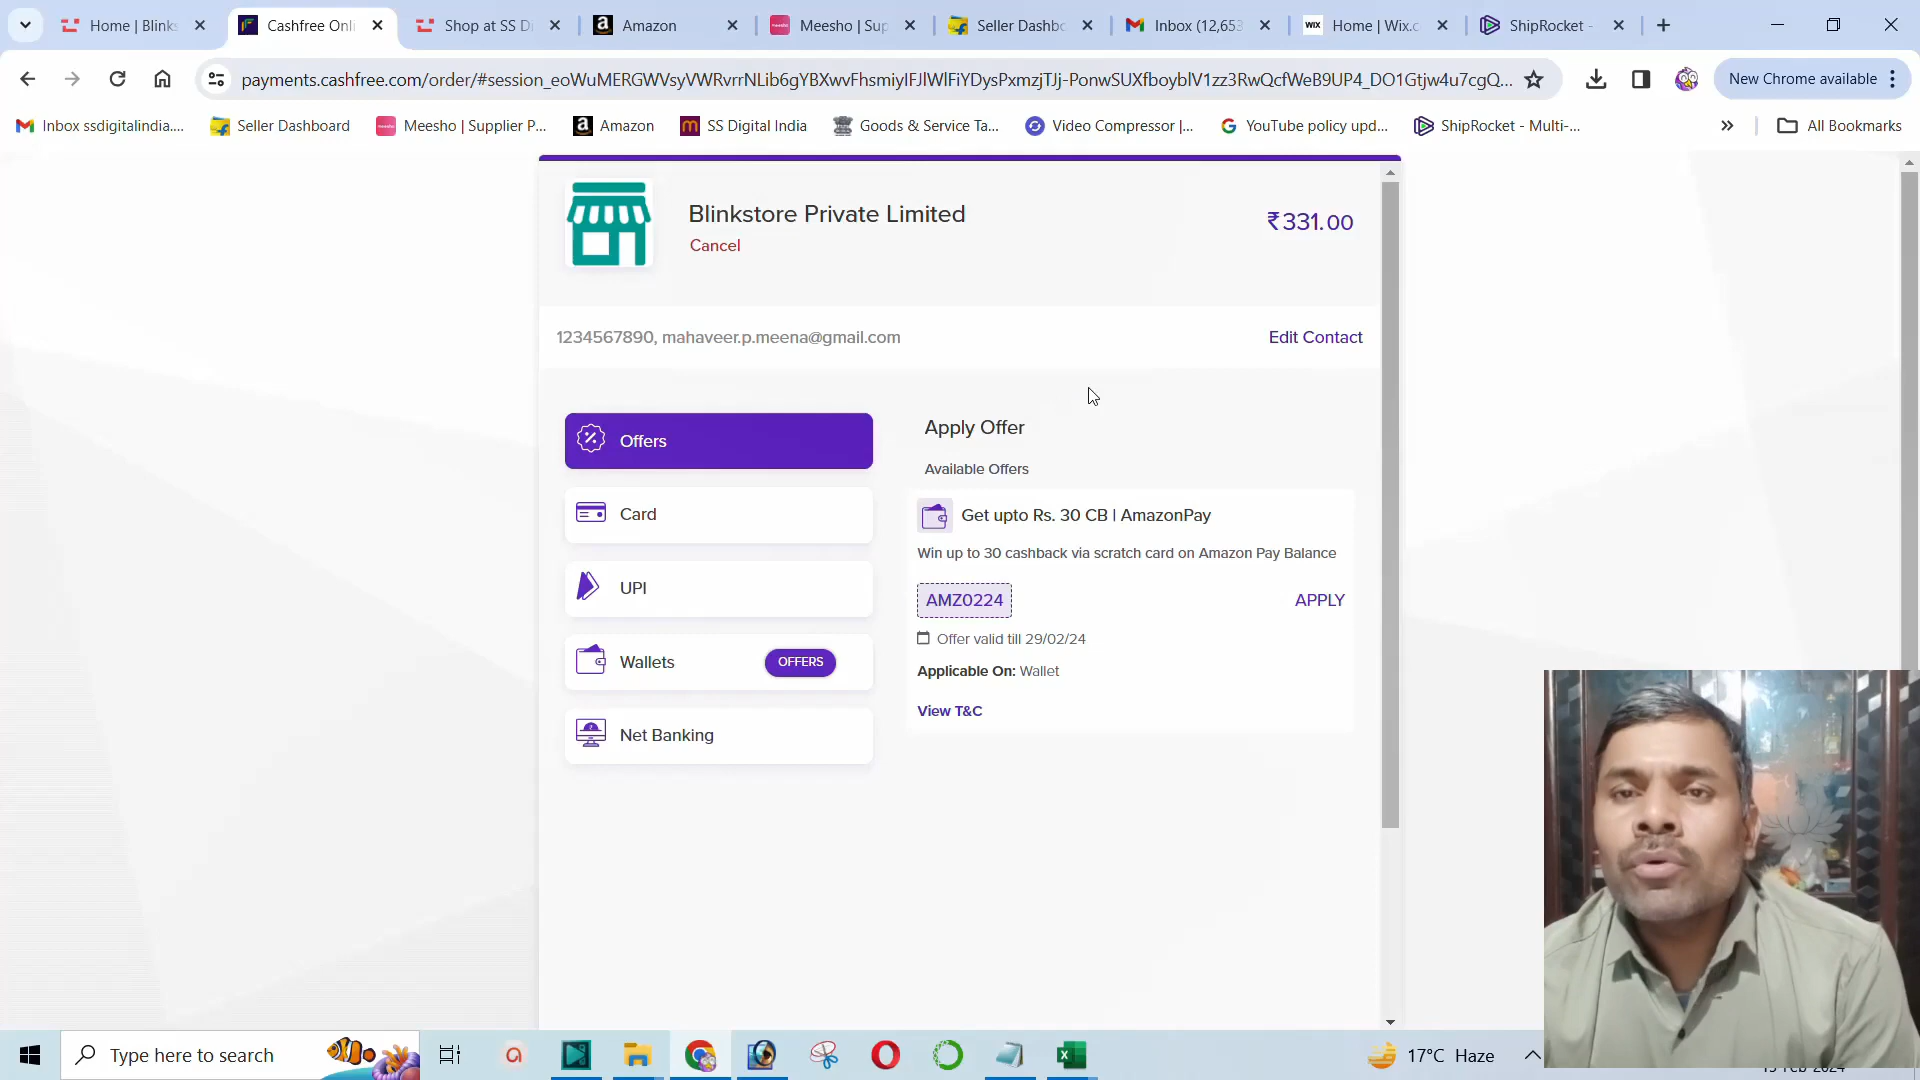 Home | Blinks
Cashfree Onli
Shop at SS Di
Amazon
Meesho | Sup
Seller Dashbo
Inbox (12,653
WIX Home | Wix.c
ShipRocket -
payments.cashfree.com/order/#session_eoWuMERGWVsyVWRvrrNLib6gYBXwvFhsmiyIFJlWlFiYDysPxmzjTJj-PonwSUXfboyblV1zz3RwQcfWeB9UP4_DO1Gtjw4u7cgQ...
New Chrome available
Inbox ssdigitalindia....
Seller Dashboard
Meesho | Supplier P...
Amazon
SS Digital India
Goods & Service Ta...
Video Compressor |...
YouTube policy upd...
ShipRocket - Multi-...
All Bookmarks
Blinkstore Private Limited
Cancel
₹331.00
1234567890, mahaveer.p.meena@gmail.com
Edit Contact
Offers
Card
UPI
Wallets
OFFERS
Net Banking
Apply Offer
Available Offers
Get upto Rs. 30 CB | AmazonPay
Win up to 30 cashback via scratch card on Amazon Pay Balance
AMZ0224
APPLY
Offer valid till 29/02/24
Applicable On: Wallet
View T&C
Type here to search
17°C Haze